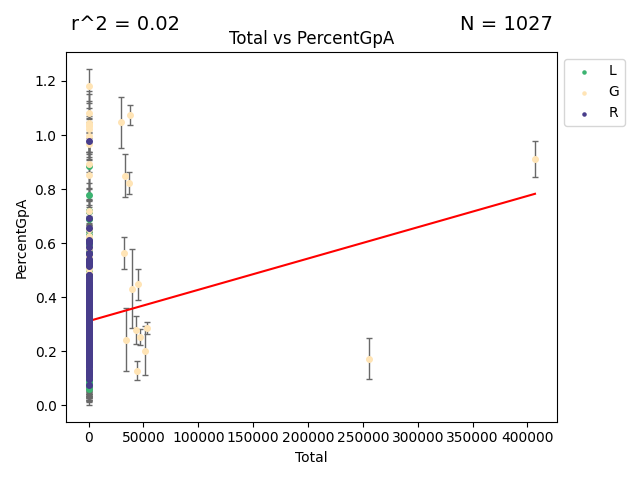 r^2 = 0.02
N = 1027
Total vs PercentGpA
L
G
R
PercentGpA
1.2
1.0
0.8
0.6
0.4
0.2
0.0
0
50000
100000
150000
200000
250000
300000
350000
400000
Total